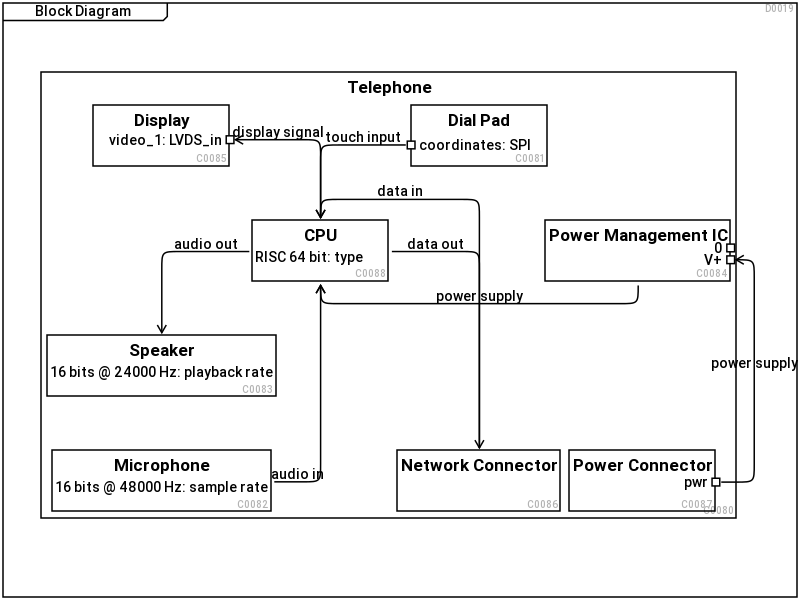 Block Diagram
D0019
Telephone
Display
video_1: LVDS_in
C0085
display signal
touch input
Dial Pad
coordinates: SPI
C0081
data in
CPU
RISC 64 bit: type
C0088
audio out
data out
Power Management IC
0
V+
C0084
power supply
Speaker
16 bits @ 24000 Hz: playback rate
C0083
power supply
Microphone
16 bits @ 48000 Hz: sample rate
C0082
audio in
Network Connector
C0086
Power Connector
pwr
C0087
C0080